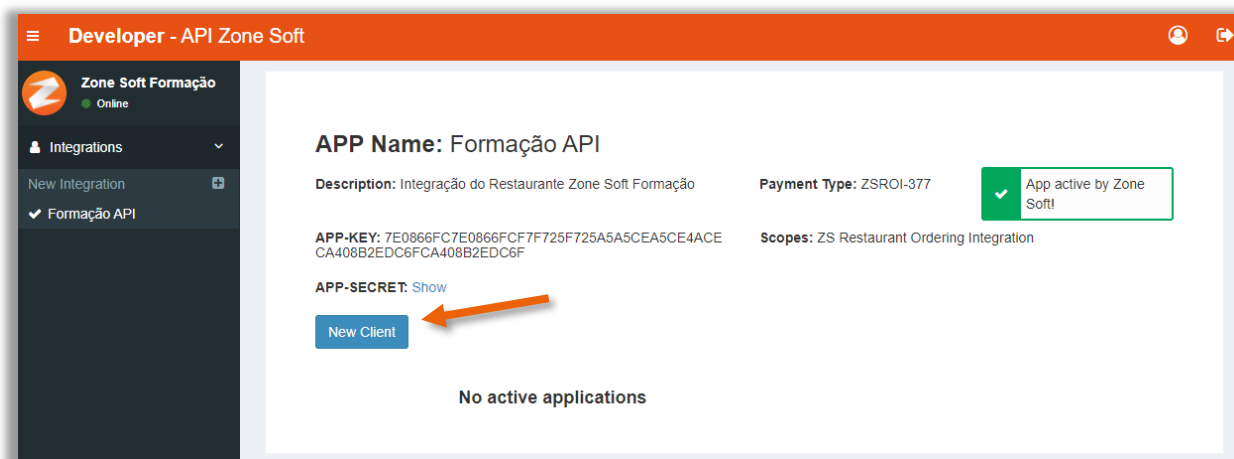 Developer - API Zone Soft
Zone Soft Formação
Online
Integrations
New Integration
Formação API
APP Name: Formação API
Description: Integração do Restaurante Zone Soft Formação
Payment Type: ZSROI-377
App active by Zone
Soft!
APP-KEY: 7E0866FC7E0866FCF7F725F725A5A5CEA5CE4ACE
CA408B2EDC6FCA408B2EDC6F
Scopes: ZS Restaurant Ordering Integration
APP-SECRET: Show
New Client
No active applications